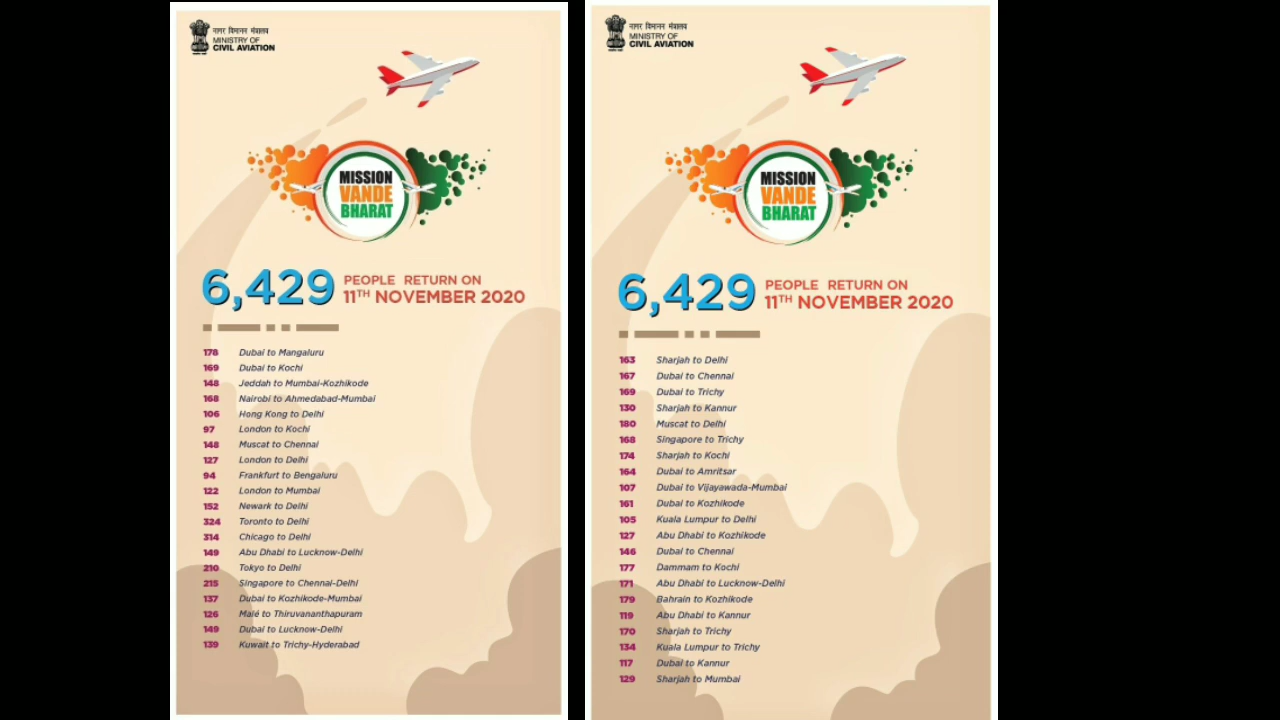 नागर विमानन मंत्रालय
MINISTRY OF
CIVIL AVIATION
MISSION
VANDE
BHARAT
6,429 PEOPLE RETURN ON
11TH NOVEMBER 2020
178 Dubai to Mangaluru
169 Dubai to Kochi
148 Jeddah to Mumbai-Kozhikode
168 Nairobi to Ahmedabad-Mumbai
106 Hong Kong to Delhi
97 London to Kochi
148 Muscat to Chennai
127 London to Delhi
94 Frankfurt to Bengaluru
122 London to Mumbai
152 Newark to Delhi
324 Toronto to Delhi
314 Chicago to Delhi
149 Abu Dhabi to Lucknow-Delhi
210 Tokyo to Delhi
215 Singapore to Chennai-Delhi
137 Dubai to Kozhikode-Mumbai
126 Malé to Thiruvananthapuram
149 Dubai to Lucknow-Delhi
139 Kuwait to Trichy-Hyderabad
नागर विमानन मंत्रालय
MINISTRY OF
CIVIL AVIATION
MISSION
VANDE
BHARAT
6,429 PEOPLE RETURN ON
11TH NOVEMBER 2020
163 Sharjah to Delhi
167 Dubai to Chennai
169 Dubai to Trichy
130 Sharjah to Kannur
180 Muscat to Delhi
168 Singapore to Trichy
174 Sharjah to Kochi
164 Dubai to Amritsar
107 Dubai to Vijayawada-Mumbai
161 Dubai to Kozhikode
105 Kuala Lumpur to Delhi
127 Abu Dhabi to Kozhikode
146 Dubai to Chennai
177 Dammam to Kochi
171 Abu Dhabi to Lucknow-Delhi
179 Bahrain to Kozhikode
119 Abu Dhabi to Kannur
170 Sharjah to Trichy
134 Kuala Lumpur to Trichy
117 Dubai to Kannur
129 Sharjah to Mumbai